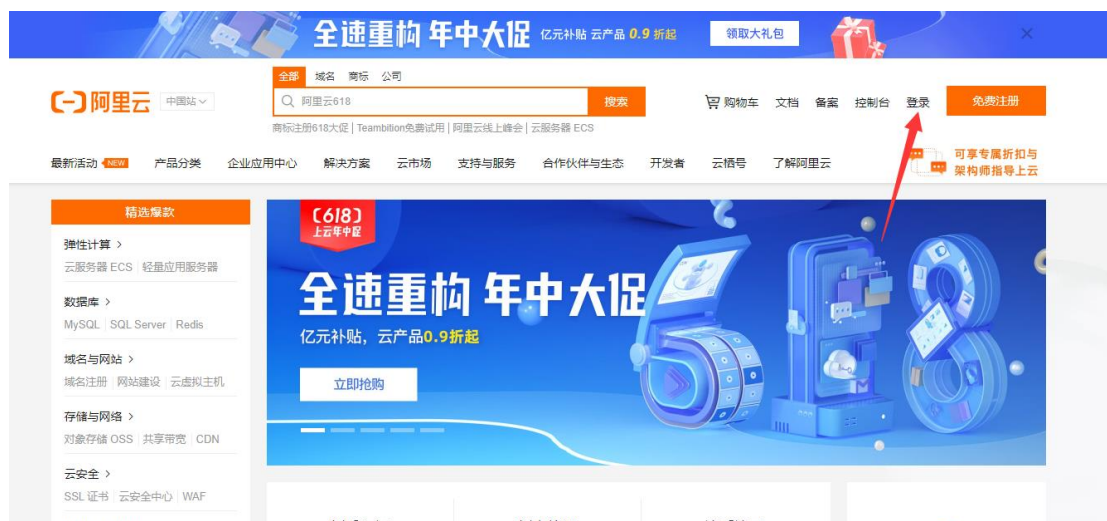 全速重构 年中大促 亿元补贴 云产品 0.9 折起 领取大礼包
全部 域名 商标 公司
阿里云 中国站 阿里云618 搜索 购物车 文档 备案 控制台 登录 免费注册
商标注册618大促 | Teambition免费试用 | 阿里云线上峰会 | 云服务器 ECS
最新活动 NEW 产品分类 企业应用中心 解决方案 云市场 支持与服务 合作伙伴与生态 开发者 云栖号 了解阿里云
可享专属折扣与
架构师指导上云
精选爆款
弹性计算 >
云服务器 ECS | 轻量应用服务器
数据库 >
MySQL | SQL Server | Redis
域名与网站 >
域名注册 | 网站建设 | 云虚拟主机
存储与网络 >
对象存储 OSS | 共享带宽 | CDN
云安全 >
SSL 证书 | 云安全中心 | WAF
【618】
上云年中促
全速重构 年中大促
亿元补贴，云产品0.9折起
立即抢购